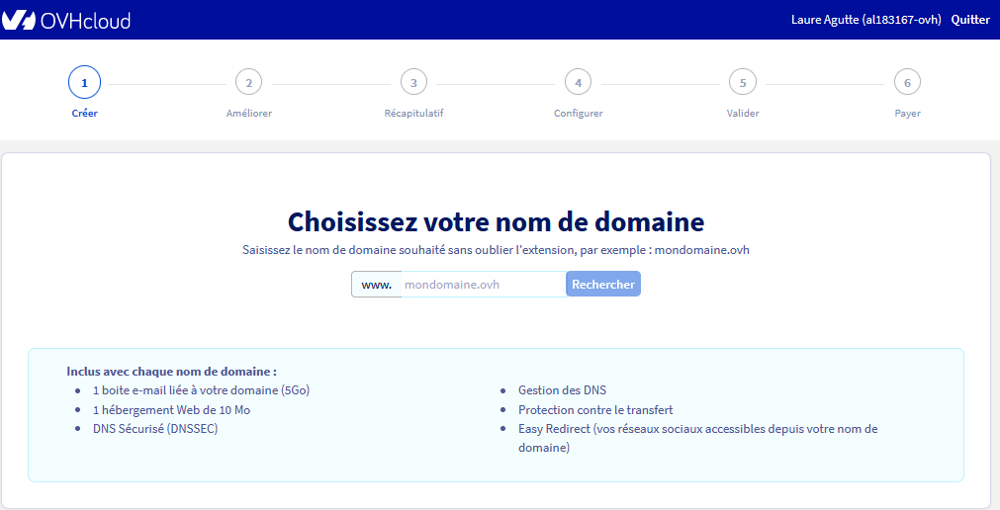 OVHcloud
Laure Agutte (al183167-ovh) Quitter
1 2 3 4 5 6
Créer Améliorer Récapitulatif Configurer Valider Payer
Choisissez votre nom de domaine
Saisissez le nom de domaine souhaité sans oublier l'extension, par exemple : mondomaine.ovh
www. mondomaine.ovh Rechercher
Inclus avec chaque nom de domaine :
• 1 boite e-mail liée à votre domaine (5Go)
• 1 hébergement Web de 10 Mo
• DNS Sécurisé (DNSSEC)
• Gestion des DNS
• Protection contre le transfert
• Easy Redirect (vos réseaux sociaux accessibles depuis votre nom de
domaine)